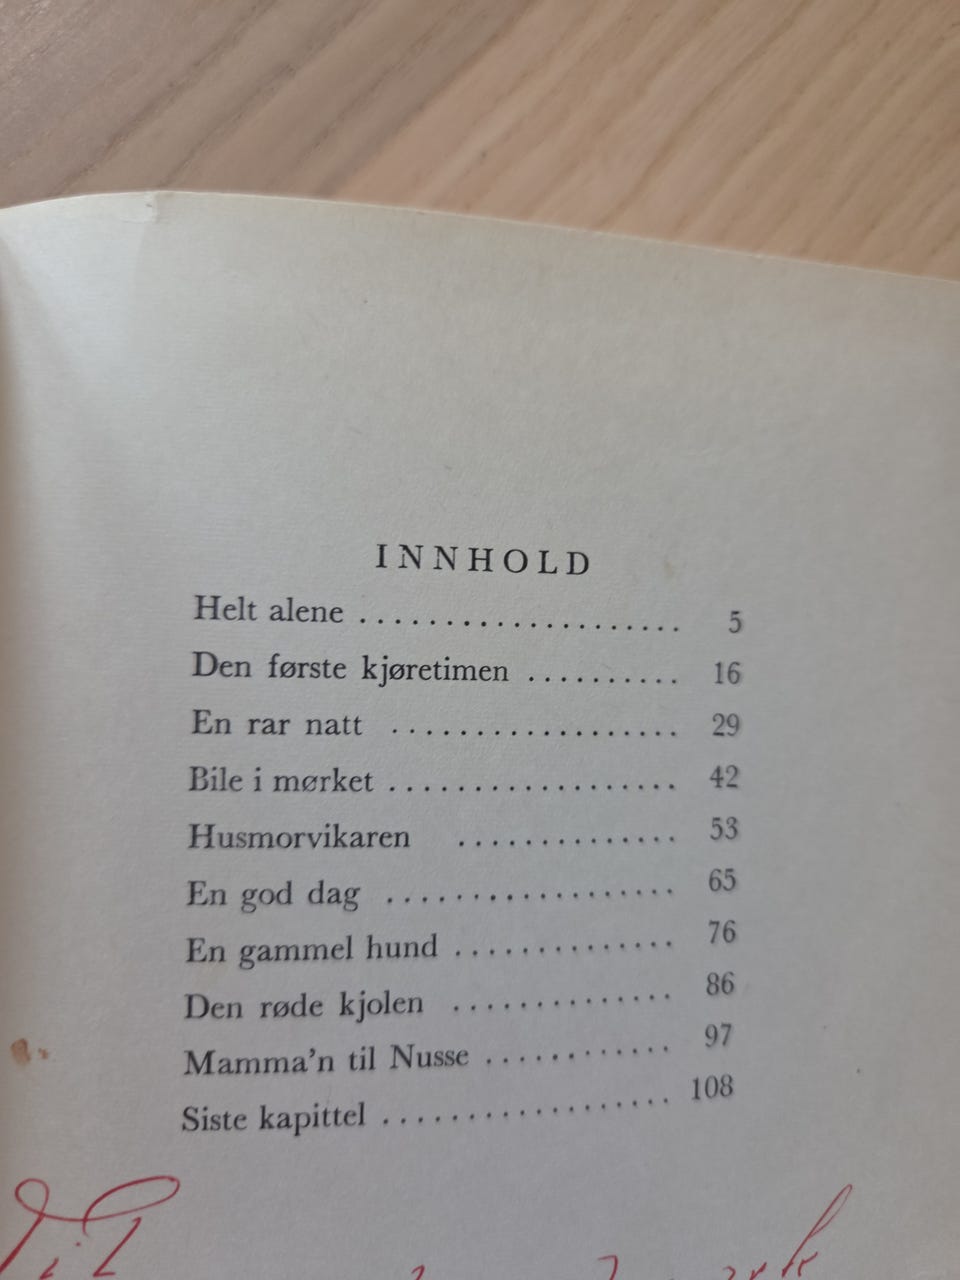 INNHOLD
Helt alene ...................... 5
Den første kjøretimen .......... 16
En rar natt .................. 29
Bile i mørket .................. 42
Husmorvikaren .............. 53
En god dag .................. 65
En gammel hund .............. 76
Den røde kjolen ............. 86
Mamma'n til Nusse ............ 97
Siste kapittel .................. 108
Til